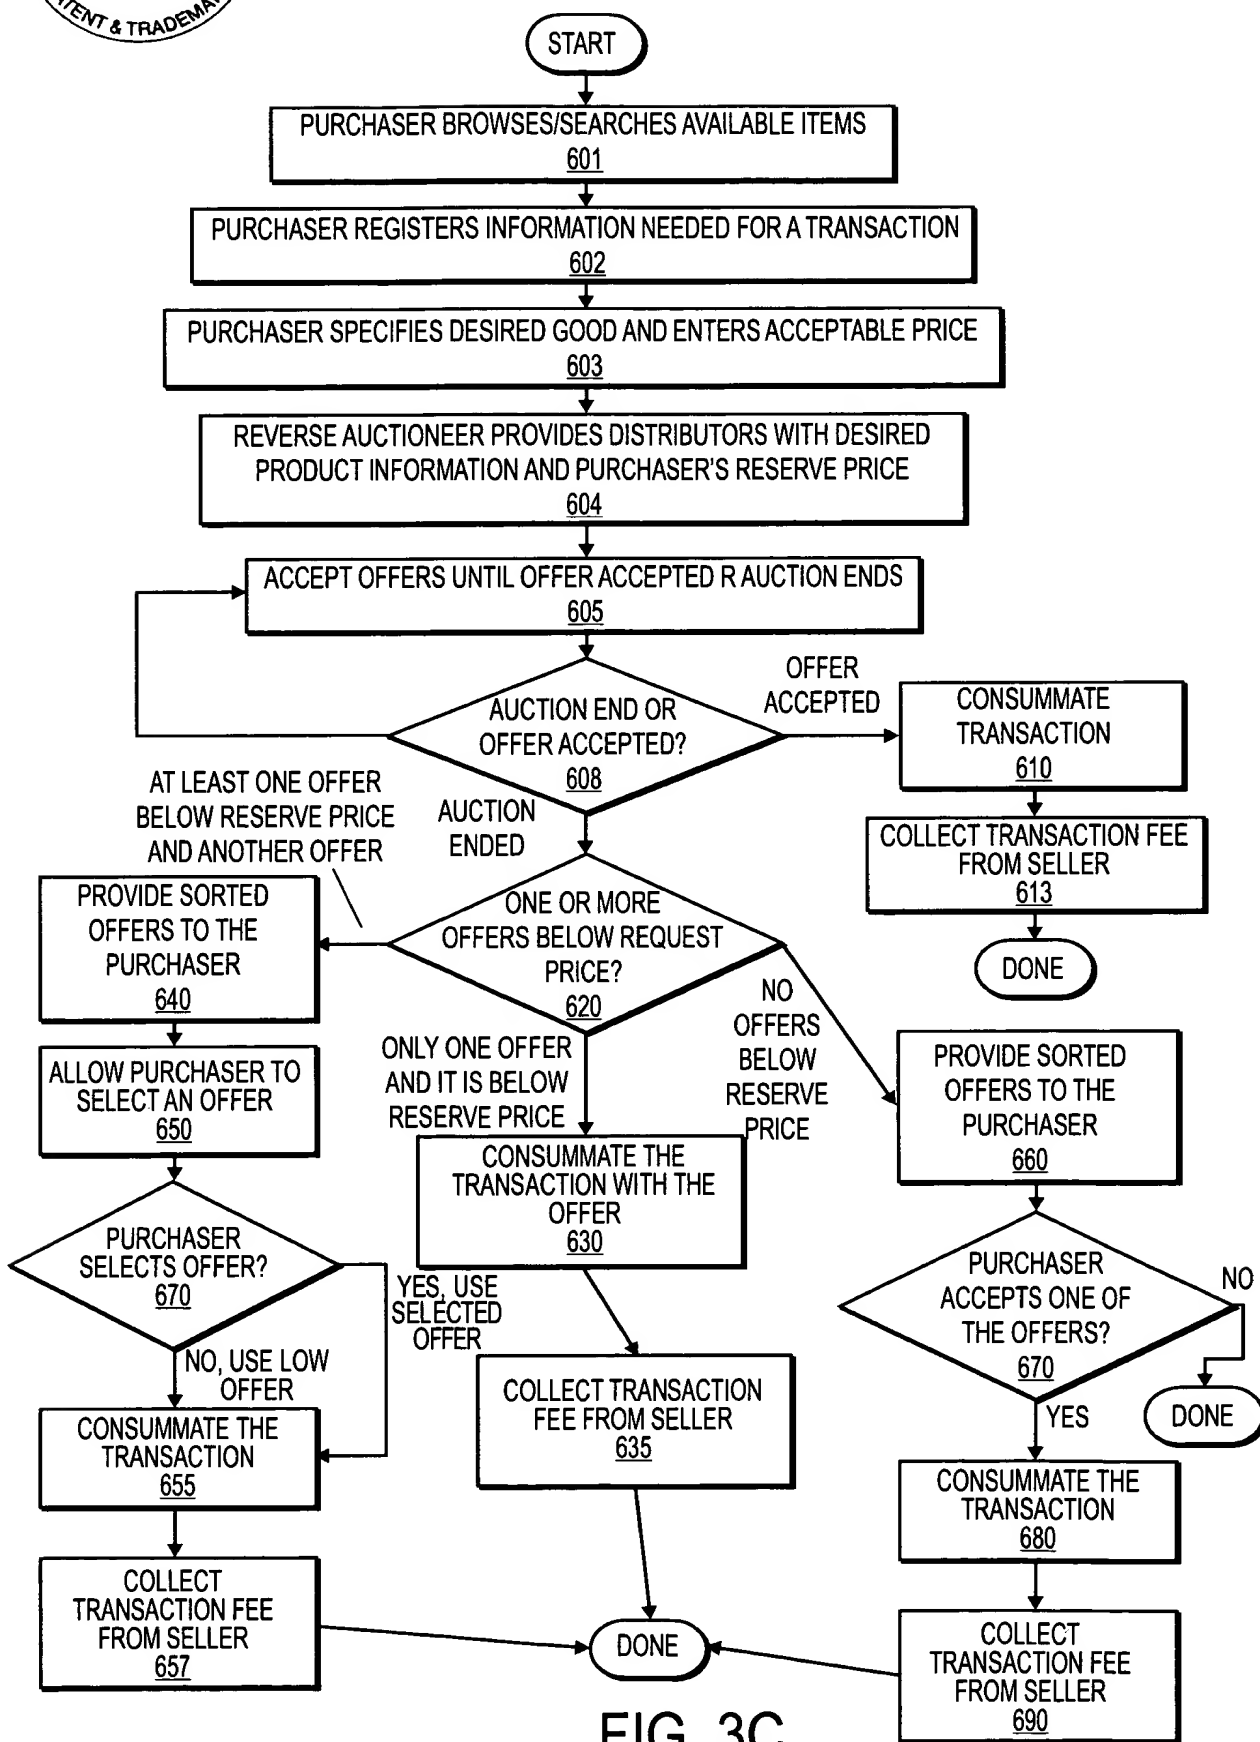 TENT & TRADEMA
START
PURCHASER BROWSES/SEARCHES AVAILABLE ITEMS
601
PURCHASER REGISTERS INFORMATION NEEDED FOR A TRANSACTION
602
PURCHASER SPECIFIES DESIRED GOOD AND ENTERS ACCEPTABLE PRICE
603
REVERSE AUCTIONEER PROVIDES DISTRIBUTORS WITH DESIRED
PRODUCT INFORMATION AND PURCHASER'S RESERVE PRICE
604
ACCEPT OFFERS UNTIL OFFER ACCEPTED R AUCTION ENDS
605
AUCTION END OR
OFFER ACCEPTED?
608
OFFER
ACCEPTED
CONSUMMATE
TRANSACTION
610
COLLECT TRANSACTION FEE
FROM SELLER
613
DONE
AUCTION
ENDED
AT LEAST ONE OFFER
BELOW RESERVE PRICE
AND ANOTHER OFFER
ONE OR MORE
OFFERS BELOW REQUEST
PRICE?
620
PROVIDE SORTED
OFFERS TO THE
PURCHASER
640
ALLOW PURCHASER TO
SELECT AN OFFER
650
PURCHASER
SELECTS OFFER?
670
YES, USE
SELECTED
OFFER
NO, USE LOW
OFFER
CONSUMMATE THE
TRANSACTION
655
COLLECT
TRANSACTION FEE
FROM SELLER
657
ONLY ONE OFFER
AND IT IS BELOW
RESERVE PRICE
CONSUMMATE THE
TRANSACTION WITH THE
OFFER
630
COLLECT TRANSACTION
FEE FROM SELLER
635
NO
OFFERS
BELOW
RESERVE
PRICE
PROVIDE SORTED
OFFERS TO THE
PURCHASER
660
PURCHASER
ACCEPTS ONE OF
THE OFFERS?
670
NO
DONE
YES
CONSUMMATE THE
TRANSACTION
680
COLLECT
TRANSACTION FEE
FROM SELLER
690
DONE
FIG. 3C